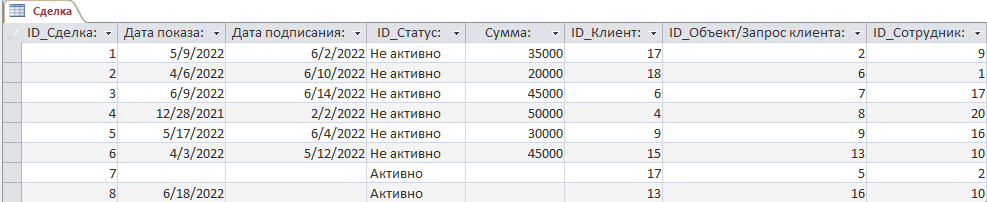 Сделка
ID_Сделка: Дата показа: Дата подписания: ID_Статус: Сумма: ID_Клиент: ID_Объект/Запрос клиента: ID_Сотрудник:
1 5/9/2022 6/2/2022 Не активно 35000 17 2 9
2 4/6/2022 6/10/2022 Не активно 20000 18 6 1
3 6/9/2022 6/14/2022 Не активно 45000 6 7 17
4 12/28/2021 2/2/2022 Не активно 50000 4 8 20
5 5/17/2022 6/4/2022 Не активно 30000 9 9 16
6 4/3/2022 5/12/2022 Не активно 45000 15 13 10
7 Активно 17 5 2
8 6/18/2022 Активно 13 16 10